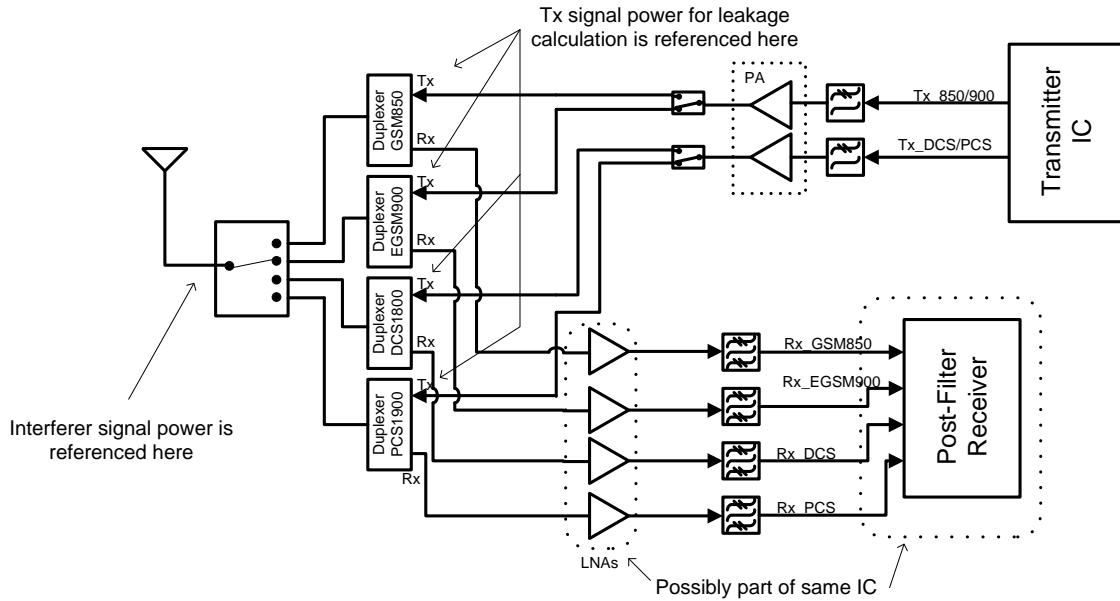 Tx signal power for leakage
calculation is referenced here
PA
Tx_850/900
Tx_DCS/PCS
Transmitter
IC
Duplexer
GSM850
Tx
Rx
Duplexer
EGSM900
Tx
Rx
Duplexer
DCS1800
Tx
Rx
Duplexer
PCS1900
Tx
Rx
Interferer signal power is
referenced here
LNAs
Rx_GSM850
Rx_EGSM900
Rx_DCS
Rx_PCS
Post-Filter
Receiver
Possibly part of same IC